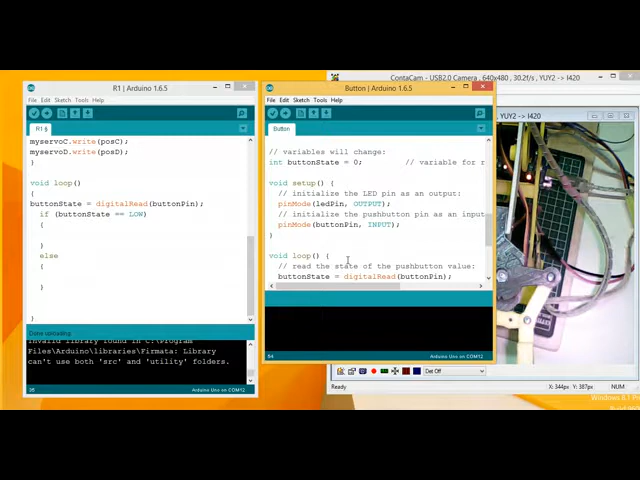 R1 | Arduino 1.6.5
File Edit Sketch Tools Help
R1 §
myservoC.write(posC);
myservoD.write(posD);
}
void loop()
{
buttonState = digitalRead(buttonPin);
if (buttonState == LOW)
{
}
else
{
}
}
Done uploading.
Invalid library found in C:\Program
Files\Arduino\libraries\Firmata: Library
can't use both 'src' and 'utility' folders.
35
Arduino Uno on COM12
Button | Arduino 1.6.5
File Edit Sketch Tools Help
Button
// variables will change:
int buttonState = 0; // variable for r
void setup() {
// initialize the LED pin as an output:
pinMode(ledPin, OUTPUT);
// initialize the pushbutton pin as an input
pinMode(buttonPin, INPUT);
}
void loop() {
// read the state of the pushbutton value:
buttonState = digitalRead(buttonPin);
64
Arduino Uno on COM12
ContaCam - USB2.0 Camera , 640x480 , 30.2f/s , YUY2 -> I420
YUY2 -> I420
Det Off
Ready
X: 344px Y: 387px NUM
Windows 8.1 Pro